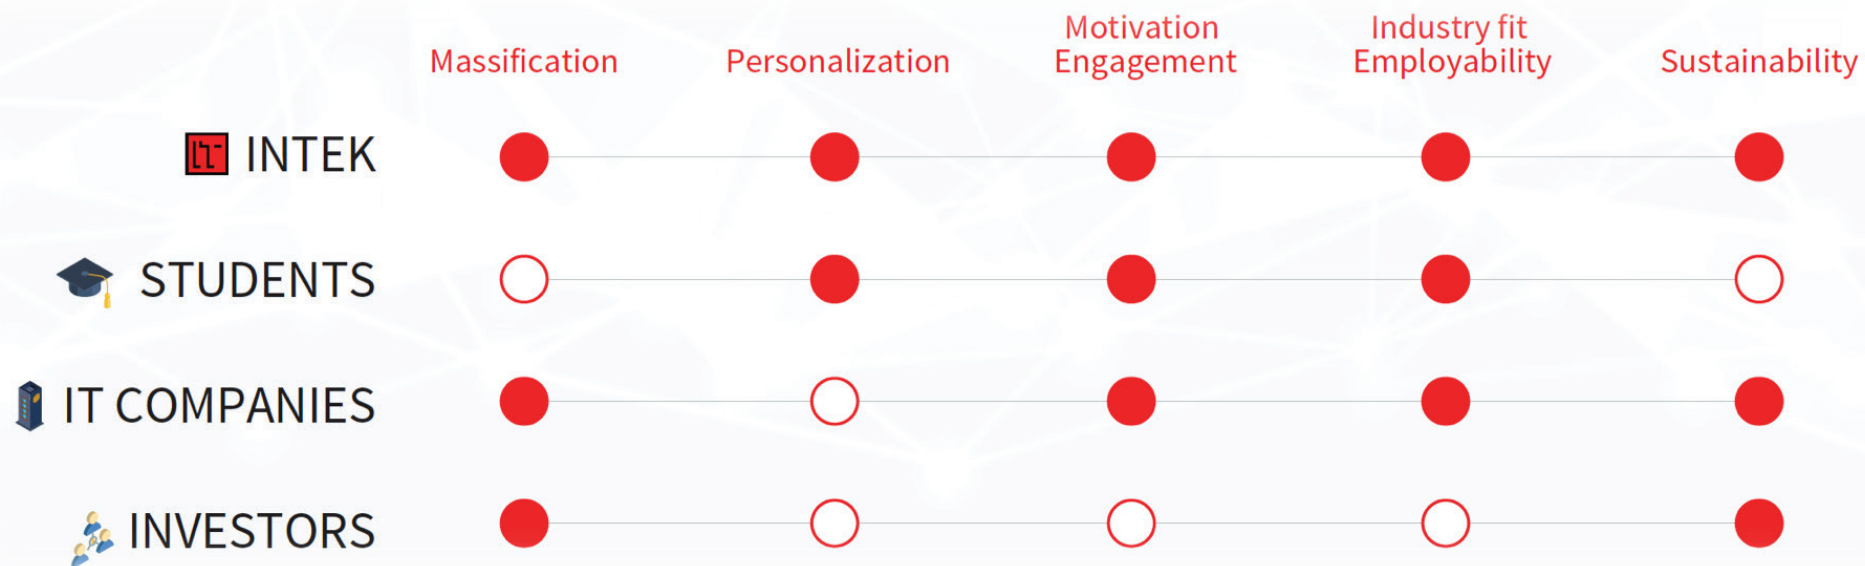 Massification
Personalization
Motivation
Engagement
Industry fit
Employability
Sustainability
INTEK
STUDENTS
IT COMPANIES
INVESTORS